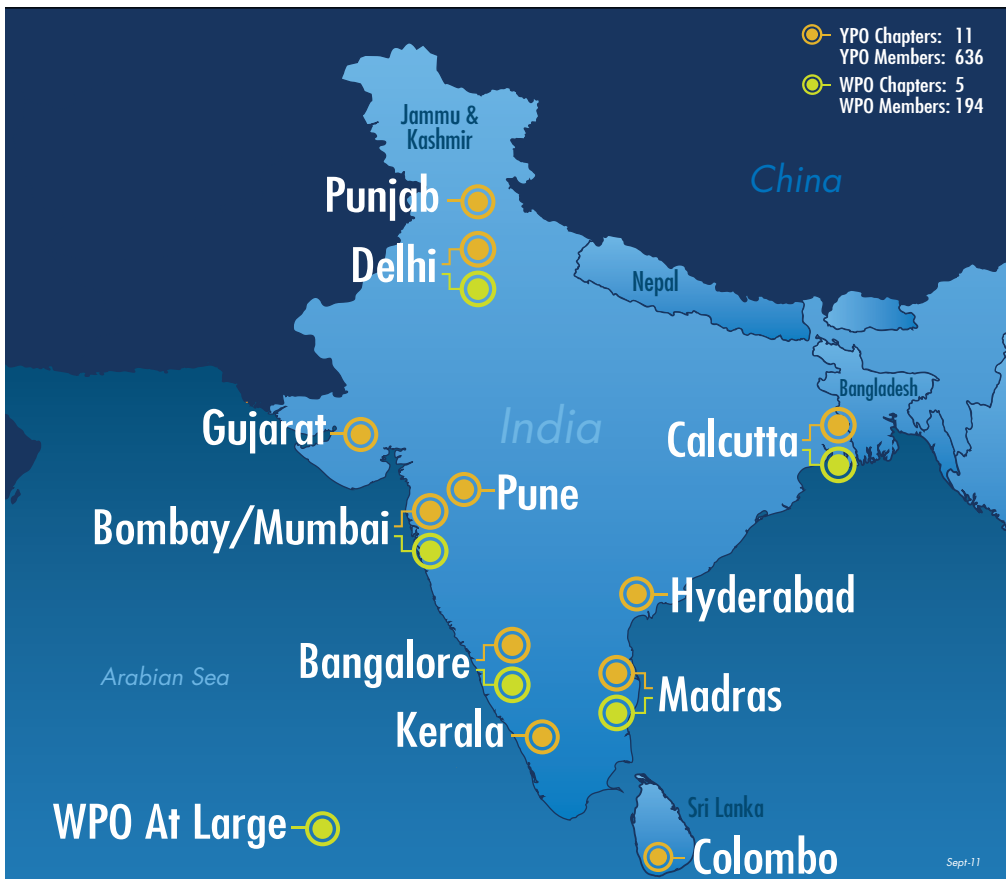 YPO Chapters: 11
YPO Members: 636
WPO Chapters: 5
WPO Members: 194
Jammu &
Kashmir
China
Punjab
Delhi
Nepal
Bangladesh
Gujarat
India
Calcutta
Pune
Bombay/Mumbai
Hyderabad
Bangalore
Arabian Sea
Madras
Kerala
Sri Lanka
WPO At Large
Colombo
Sept-11